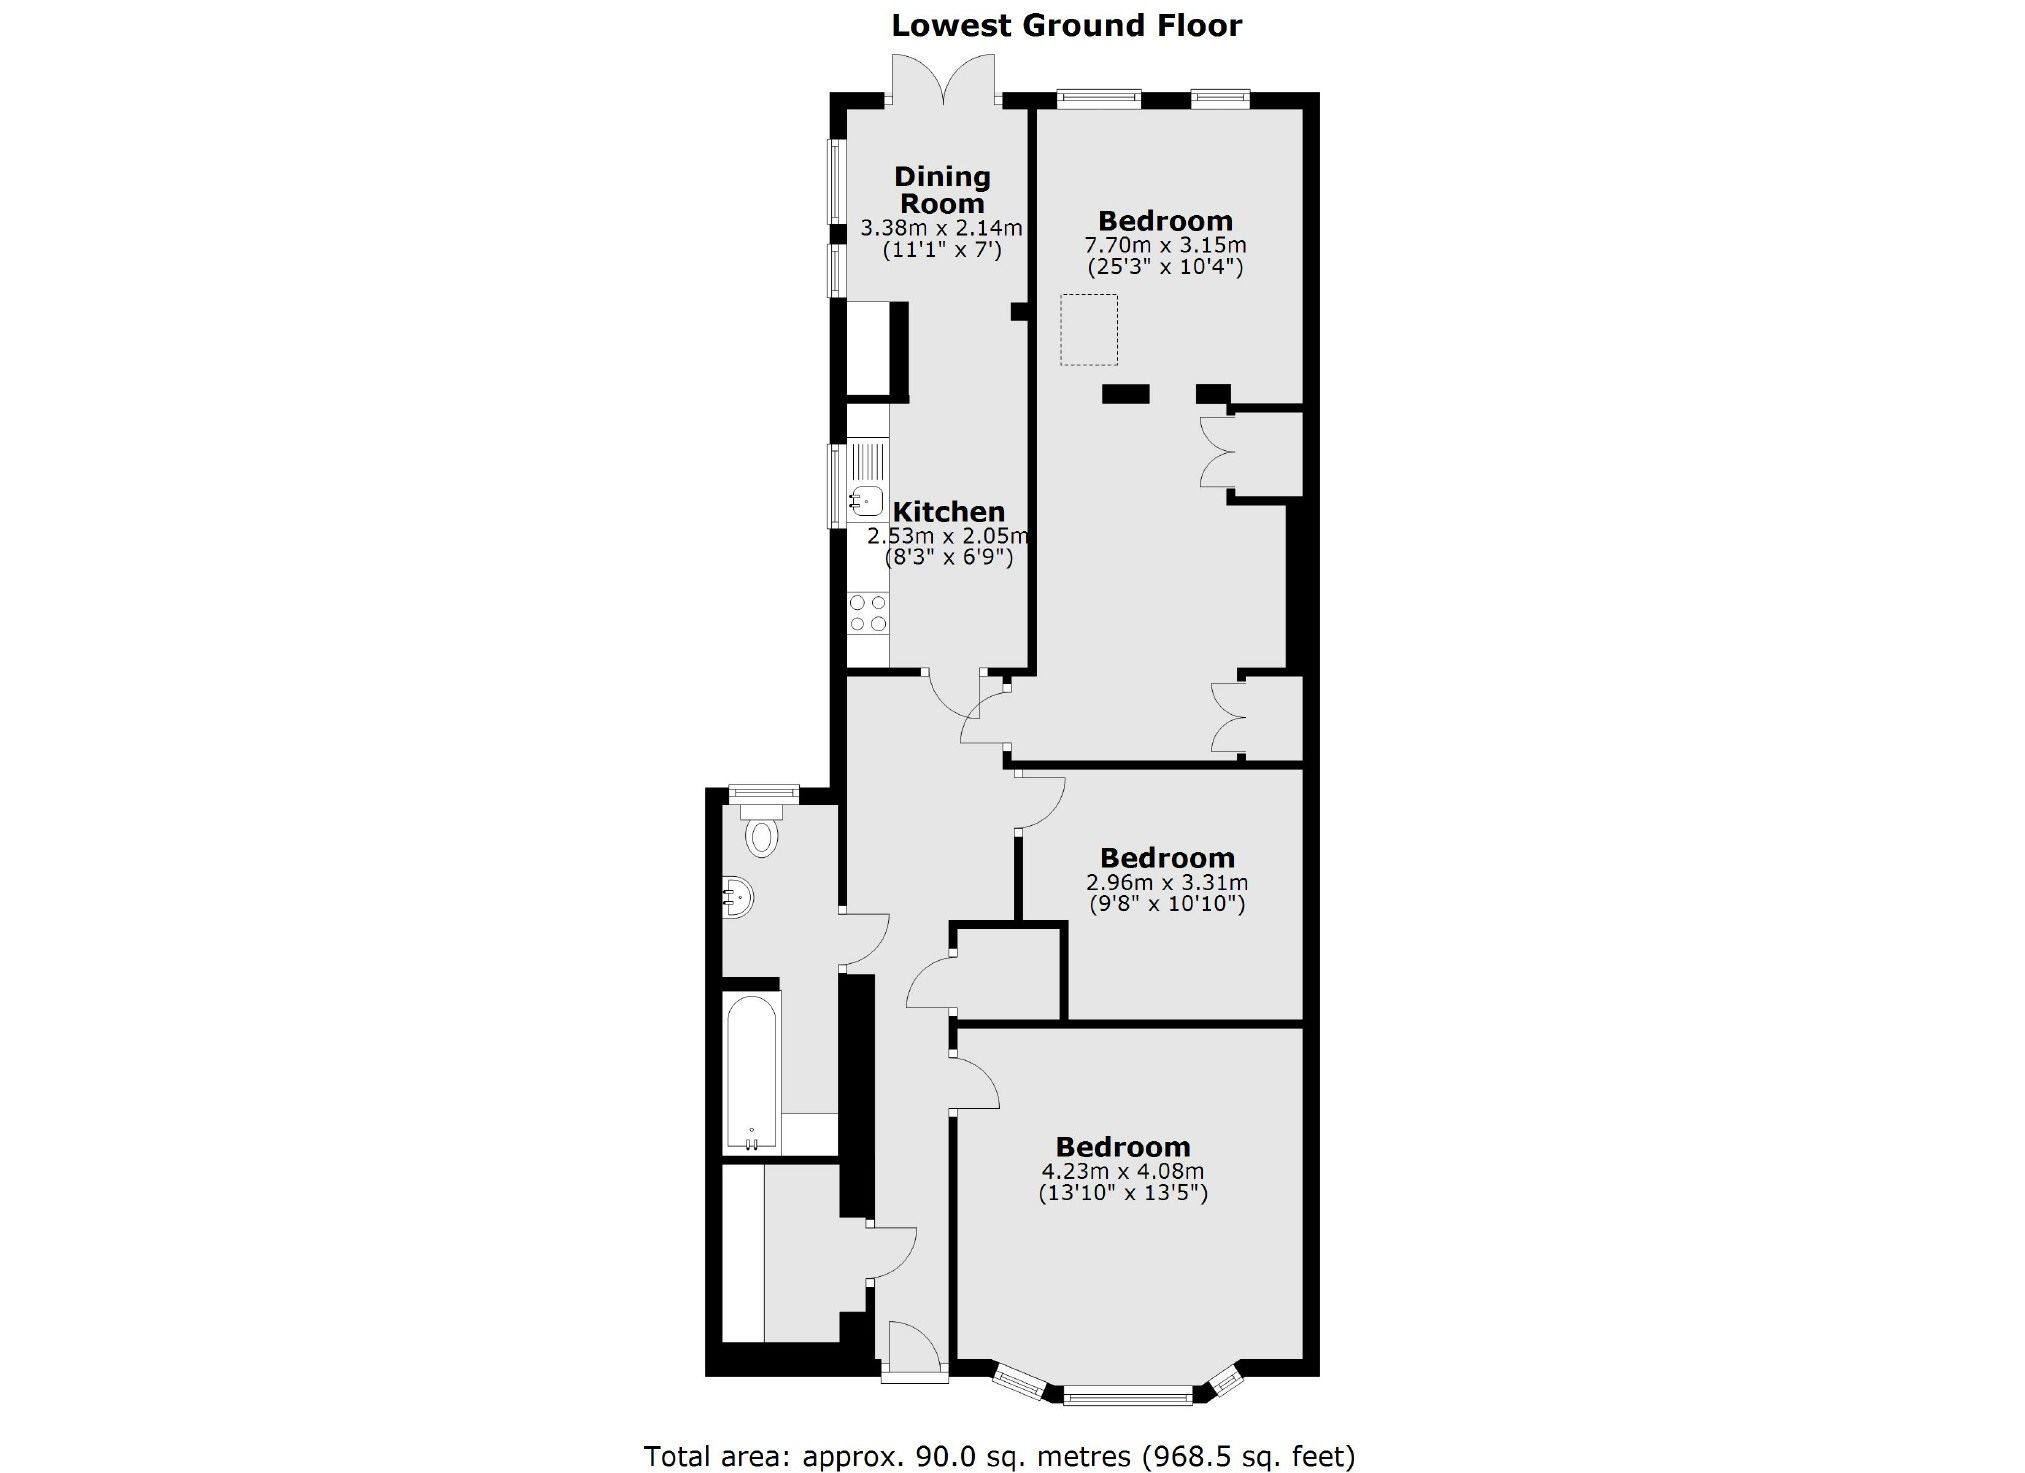 Lowest Ground Floor
Dining
Room
3.38m x 2.14m
(11'1" x 7')
Bedroom
7.70m x 3.15m
(25'3" x 10'4")
Kitchen
2.53m x 2.05m
(8'3" x 6'9")
Bedroom
2.96m x 3.31m
(9'8" x 10'10")
Bedroom
4.23m x 4.08m
(13'10" x 13'5")
Total area: approx. 90.0 sq. metres (968.5 sq. feet)